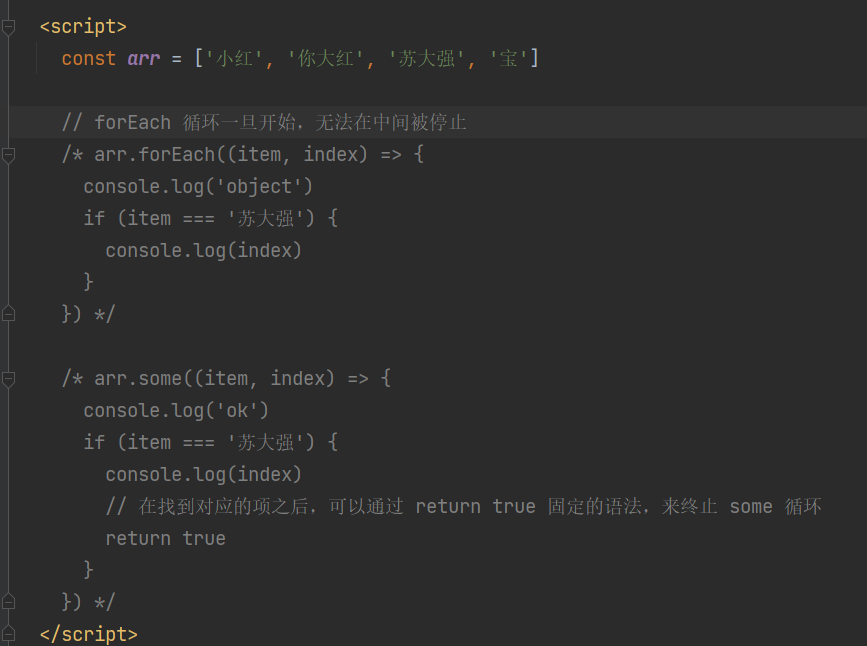 <script>
const arr = ['小红', '你大红', '苏大强', '宝']
// forEach 循环一旦开始，无法在中间被停止
/* arr.forEach((item, index) => {
console.log('object')
if (item === '苏大强') {
console.log(index)
}
}) */
/* arr.some((item, index) => {
console.log('ok')
if (item === '苏大强') {
console.log(index)
// 在找到对应的项之后，可以通过 return true 固定的语法，来终止 some 循环
return true
}
}) */
</script>